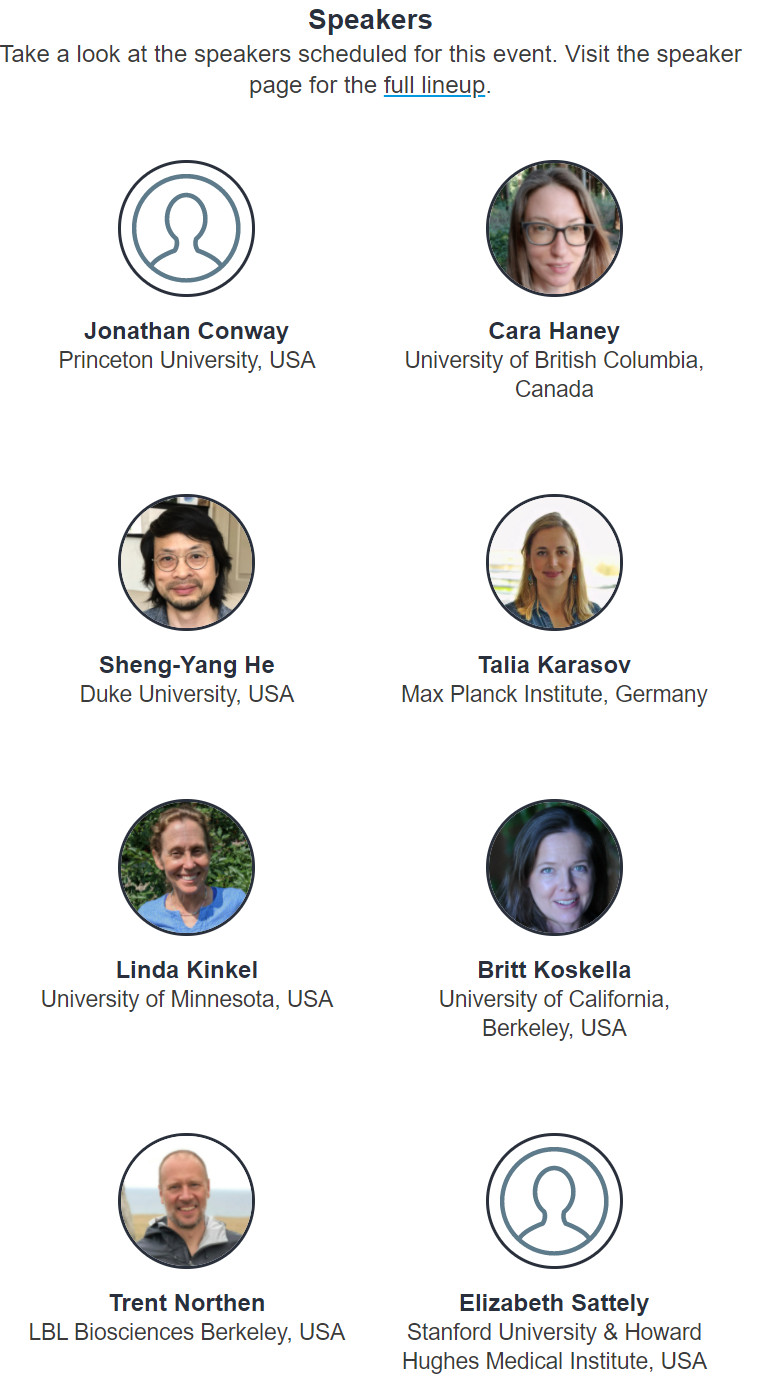 Speakers
Take a look at the speakers scheduled for this event. Visit the speaker
page for the full lineup.
Jonathan Conway
Princeton University, USA
Cara Haney
University of British Columbia,
Canada
Sheng-Yang He
Duke University, USA
Talia Karasov
Max Planck Institute, Germany
Linda Kinkel
University of Minnesota, USA
Britt Koskella
University of California,
Berkeley, USA
Trent Northen
LBL Biosciences Berkeley, USA
Elizabeth Sattely
Stanford University & Howard
Hughes Medical Institute, USA